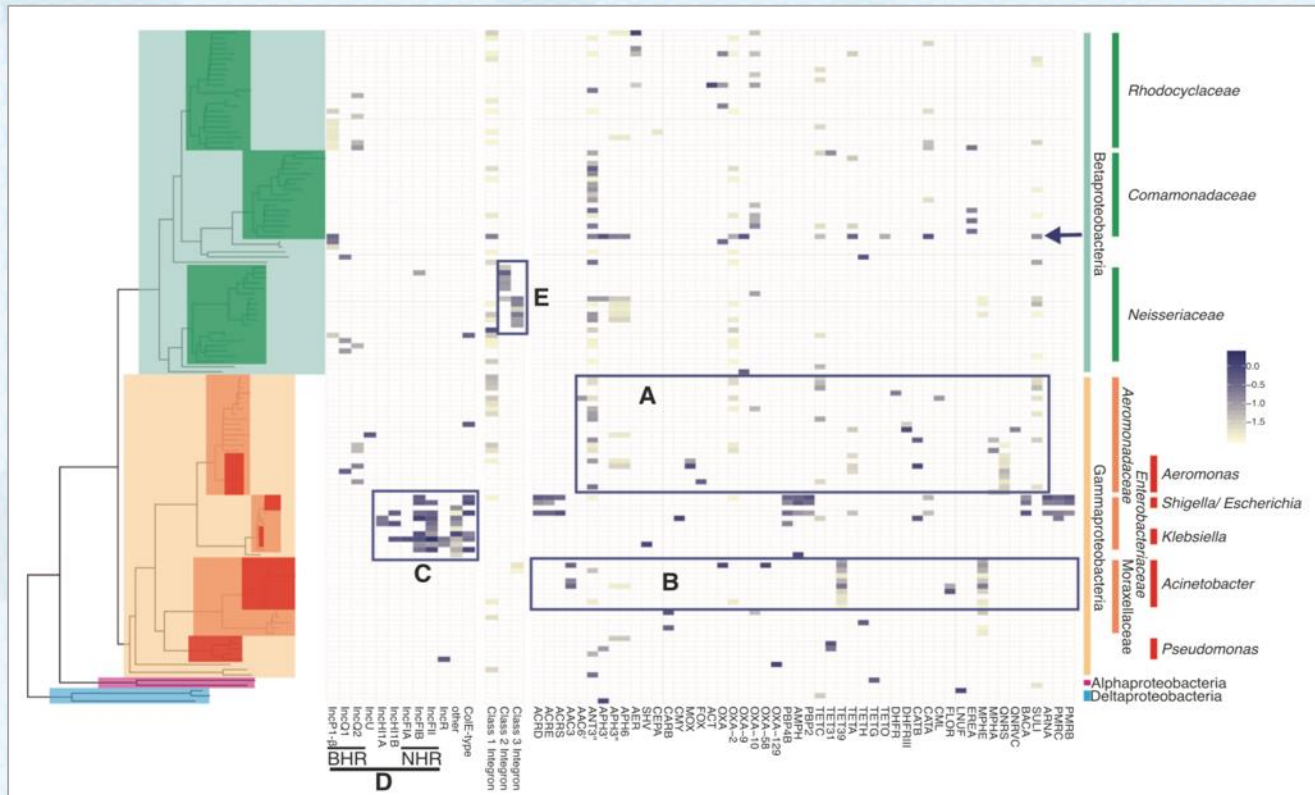 Rhodocyclaceae
Comamonadaceae
Betaproteobacteria
Neisseriaceae
E
0.0
−0.5
−1.0
−1.5
A
Aeromonadaceae
Aeromonas
Enterobacteriaceae
Shigella/ Escherichia
Klebsiella
Gammaproteobacteria
C
B
Moraxellaceae
Acinetobacter
Pseudomonas
Alphaproteobacteria
Deltaproteobacteria
IncP1-β
IncQ1
IncQ2
IncU
IncHI1A
IncHI1B
IncFIA
IncFIB
IncFII
IncR
other
ColE-type
Class 1 Integron
Class 2 Integron
Class 3 Integron
ACRD
ACRE
ACRS
AAC3
AAC6'
ANT3"
APH3'
APH3"
APH6
AER
SHV
CEPA
CARB
CMY
MOX
FOX
ACT
OXA
OXA-2
OXA-9
OXA-10
OXA-58
OXA-129
PBP4B
AMPH
PBP2
TETC
TET31
TET39
TETA
TETH
TETG
TETO
DHFR
DHFRIII
CATB
CATA
CML
FLOR
LNUF
EREA
MPHE
MPHA
QNRS
QNRVC
BACA
SULI
ARNA
PMRC
PMRB
BHR
NHR
D